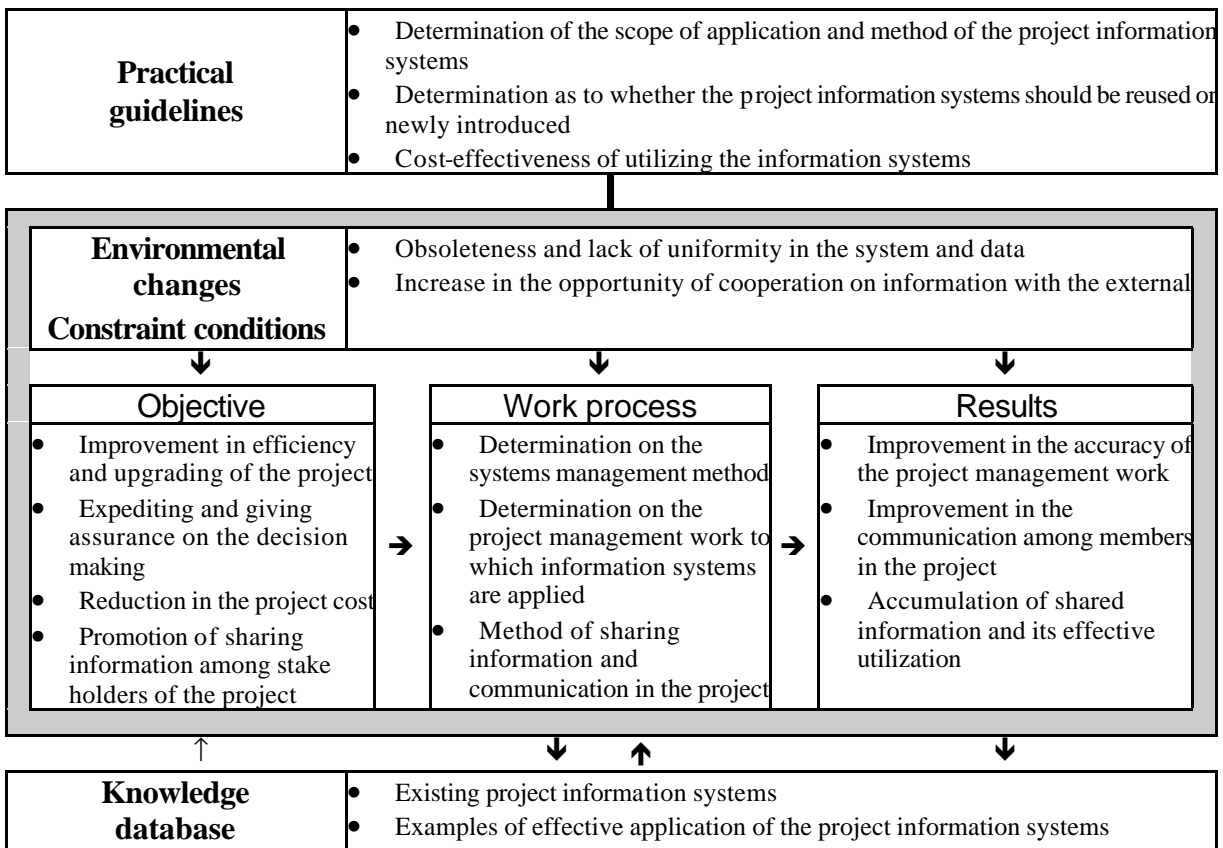 Practical
guidelines
● Determination of the scope of application and method of the project information
systems
● Determination as to whether the project information systems should be reused or
newly introduced
● Cost-effectiveness of utilizing the information systems
Environmental
changes
Constraint conditions
● Obsoleteness and lack of uniformity in the system and data
● Increase in the opportunity of cooperation on information with the external
Objective
● Improvement in efficiency
and upgrading of the project
● Expediting and giving
assurance on the decision
making
● Reduction in the project cost
● Promotion of sharing
information among stake
holders of the project
Work process
● Determination on the
systems management method
● Determination on the
project management work to
which information systems
are applied
● Method of sharing
information and
communication in the project
Results
● Improvement in the accuracy of
the project management work
● Improvement in the
communication among members
in the project
● Accumulation of shared
information and its effective
utilization
Knowledge
database
● Existing project information systems
● Examples of effective application of the project information systems